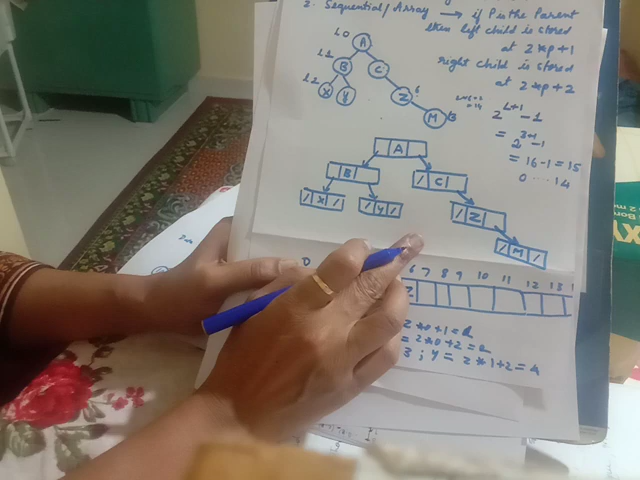 2. Sequential/Array → if P is the Parent
then left child is stored
at 2*p+1
right child is stored
at 2*p+2
L0 A
L1 B C
L2 X Y Z 6
M 13
2^L+1 - 1
= 2^3+1 - 1
= 16-1 = 15
0 .... 14
A
B
/ C
/ X /
/ Y /
/ Z
/ M /
0 6 7 8 9 10 11 12 13 1
Z
2*0+1=
= 2*0+2=
3 ; Y = 2*1+2=4